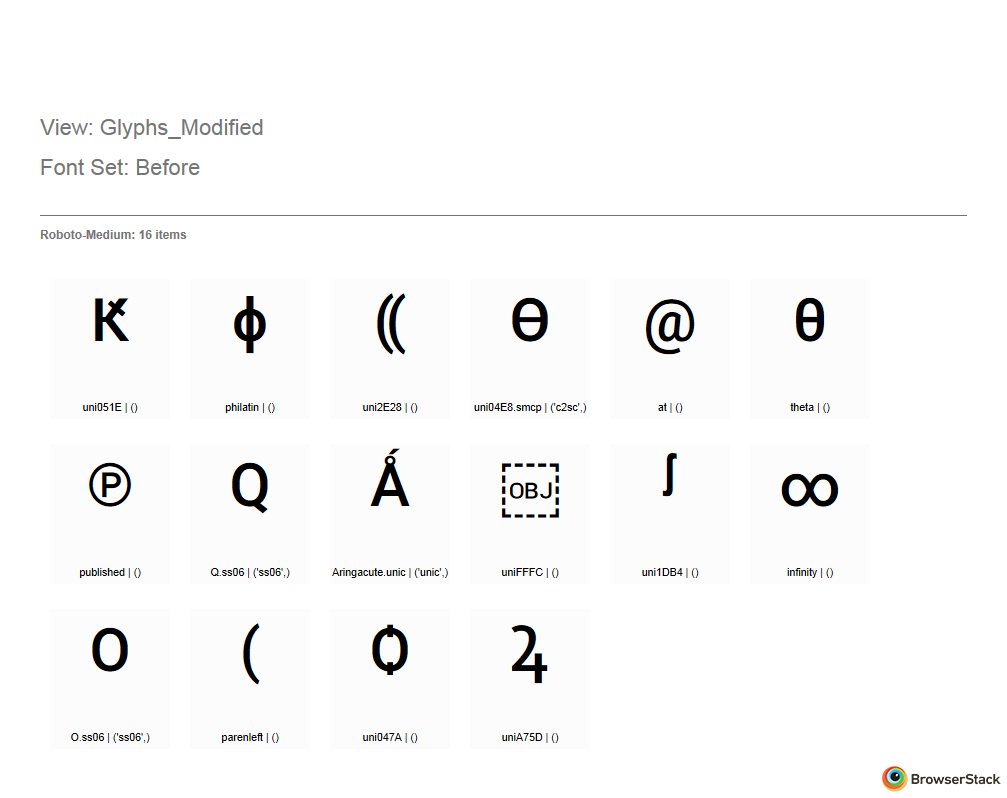 View: Glyphs_Modified
Font Set: Before
Roboto-Medium: 16 items
Ԟ ɸ ⸨ Ө @ θ
uni051E | () philatin | () uni2E28 | () uni04E8.smcp | ('c2sc',) at | () theta | ()
℗ Q Ǻ OBJ ᶴ ∞
published | () Q.ss06 | ('ss06',) Aringacute.unic | ('unic',) uniFFFC | () uni1DB4 | () infinity | ()
O ( Ѻ ꝝ
O.ss06 | ('ss06',) parenleft | () uni047A | () uniA75D | ()
BrowserStack